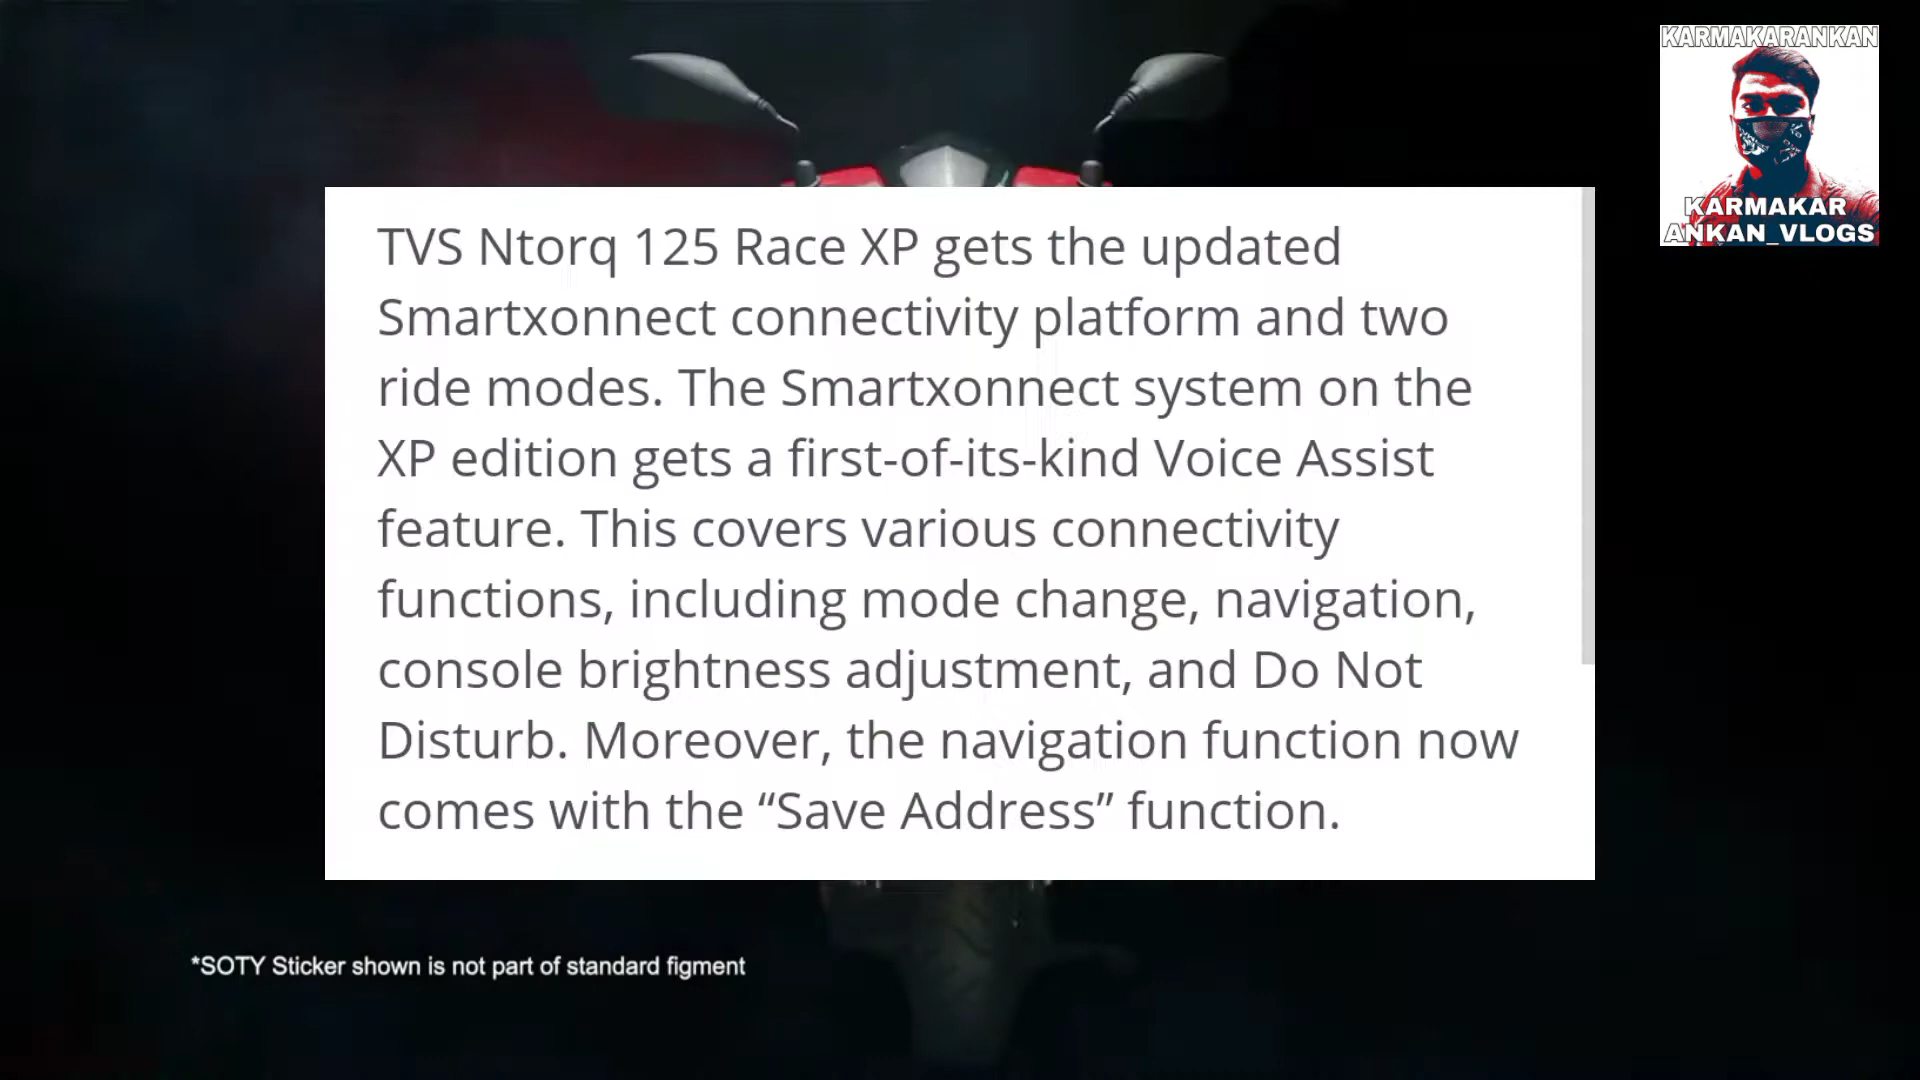 KARMAKARANKAN
KARMAKAR
ANKAN_VLOGS
TVS Ntorq 125 Race XP gets the updated
Smartxonnect connectivity platform and two
ride modes. The Smartxonnect system on the
XP edition gets a first-of-its-kind Voice Assist
feature. This covers various connectivity
functions, including mode change, navigation,
console brightness adjustment, and Do Not
Disturb. Moreover, the navigation function now
comes with the “Save Address” function.
*SOTY Sticker shown is not part of standard figment